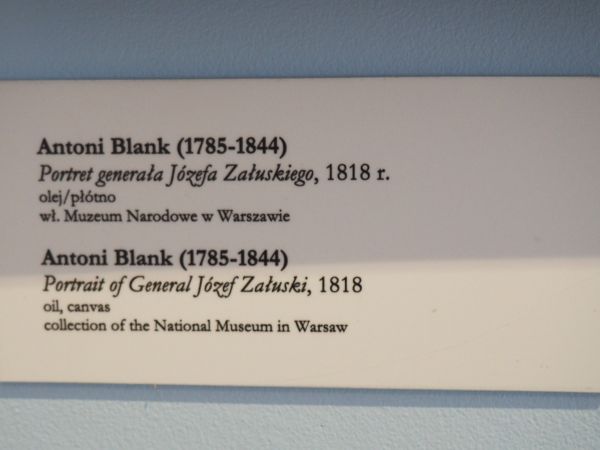 Antoni Blank (1785-1844)
Portret generała Józefa Załuskiego, 1818 r.
olej/płótno
wł. Muzeum Narodowe w Warszawie
Antoni Blank (1785-1844)
Portrait of General Józef Załuski, 1818
oil, canvas
collection of the National Museum in Warsaw